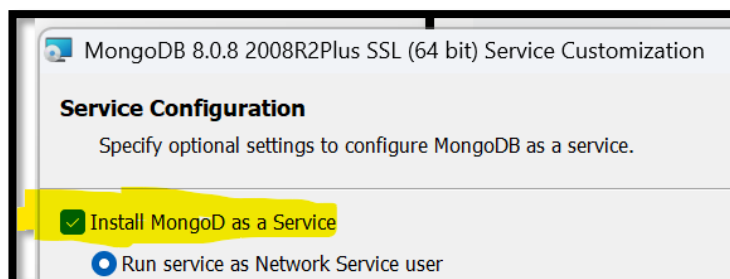 MongoDB 8.0.8 2008R2Plus SSL (64 bit) Service Customization
Service Configuration
Specify optional settings to configure MongoDB as a service.
Install MongoD as a Service
Run service as Network Service user